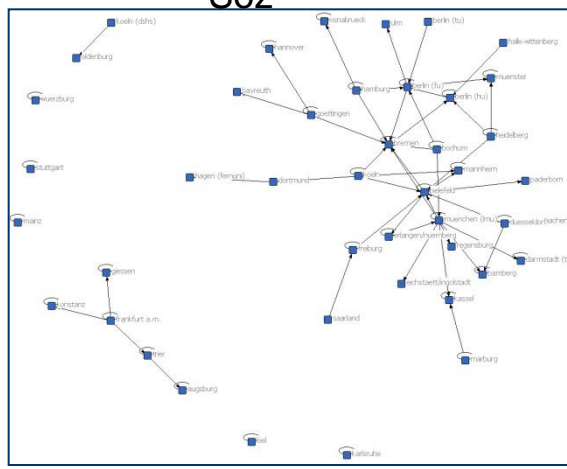 Soz
koeln (dshs)
osnabrueck
ulm
berlin (tu)
oldenburg
hannover
halle-wittenberg
wuerzburg
bayreuth
hamburg
berlin (fu)
muenster
berlin (hu)
goettingen
bremen
bochum
heidelberg
stuttgart
hagen (fernuni)
dortmund
koeln
mannheim
paderborn
bielefeld
mainz
muenchen (lmu)
duesseldorf
erlangen/nuernberg
regensburg
freiburg
darmstadt (t
giessen
bamberg
eichstaett/ingolstadt
konstanz
frankfurt a.m.
kassel
saarland
trier
marburg
augsburg
kiel
karlsruhe